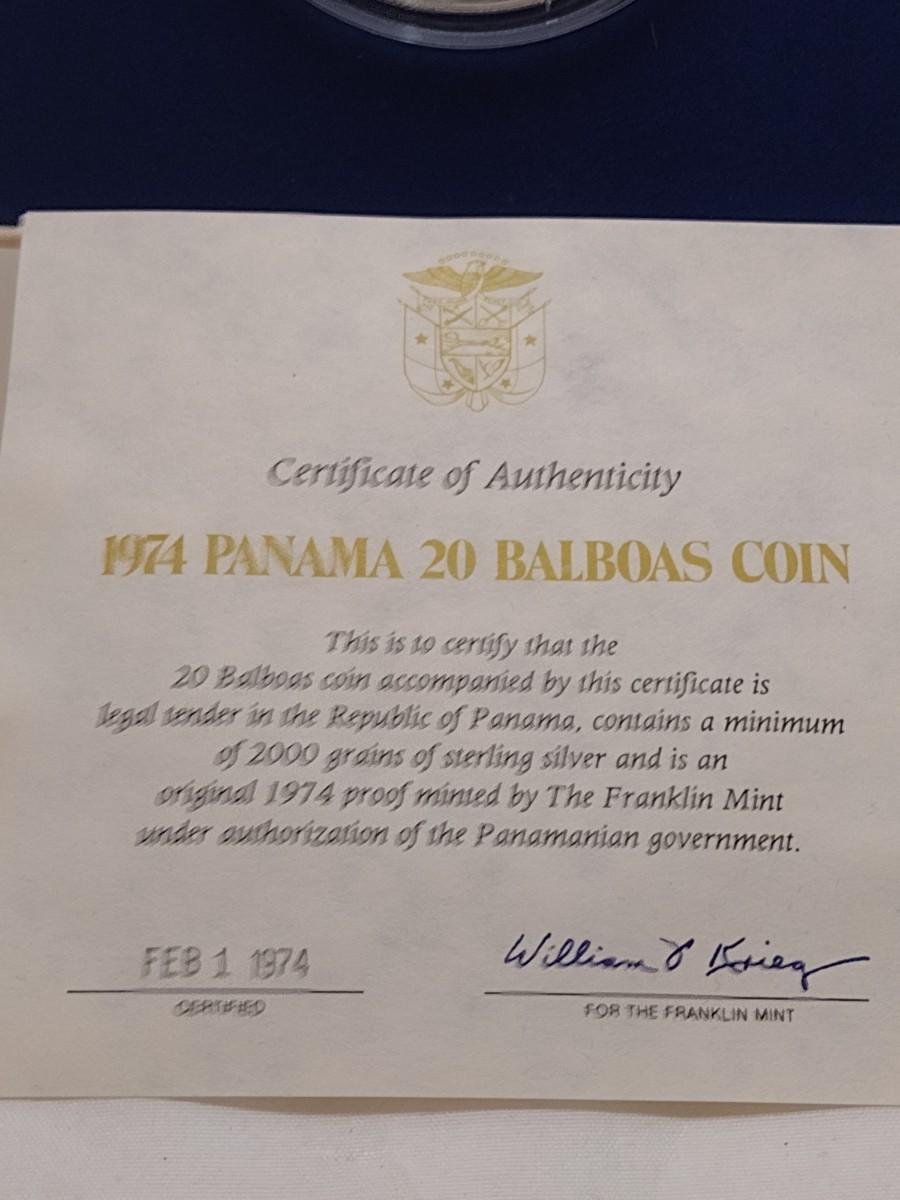 Certificate of Authenticity
1974 PANAMA 20 BALBOAS COIN
This is to certify that the
20 Balboas coin accompanied by this certificate is
legal tender in the Republic of Panama, contains a minimum
of 2000 grains of sterling silver and is an
original 1974 proof minted by The Franklin Mint
under authorization of the Panamanian government.
FEB 1 1974
William T Krieg
CERTIFIED
FOR THE FRANKLIN MINT